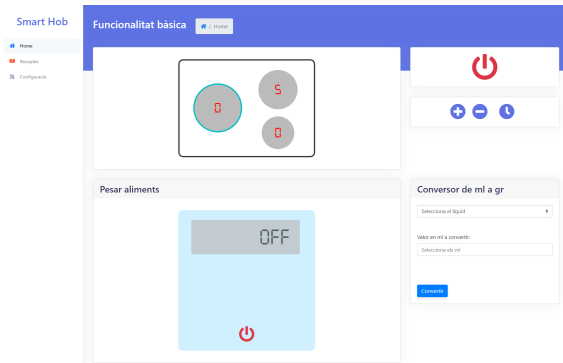 Smart Hob
Home
Receptes
Configuració
Funcionalitat bàsica
/ Home
0
5
0
Pesar aliments
OFF
Conversor de ml a gr
Selecciona el líquid
Valor en ml a convertir:
Selecciona els ml
Convertir